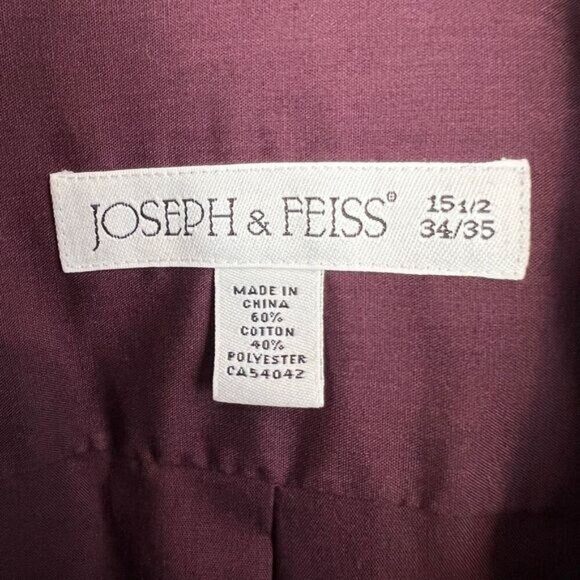 JOSEPH & FEISS® 15 1/2
34/35
MADE IN
CHINA
60%
COTTON
40%
POLYESTER
CA54042